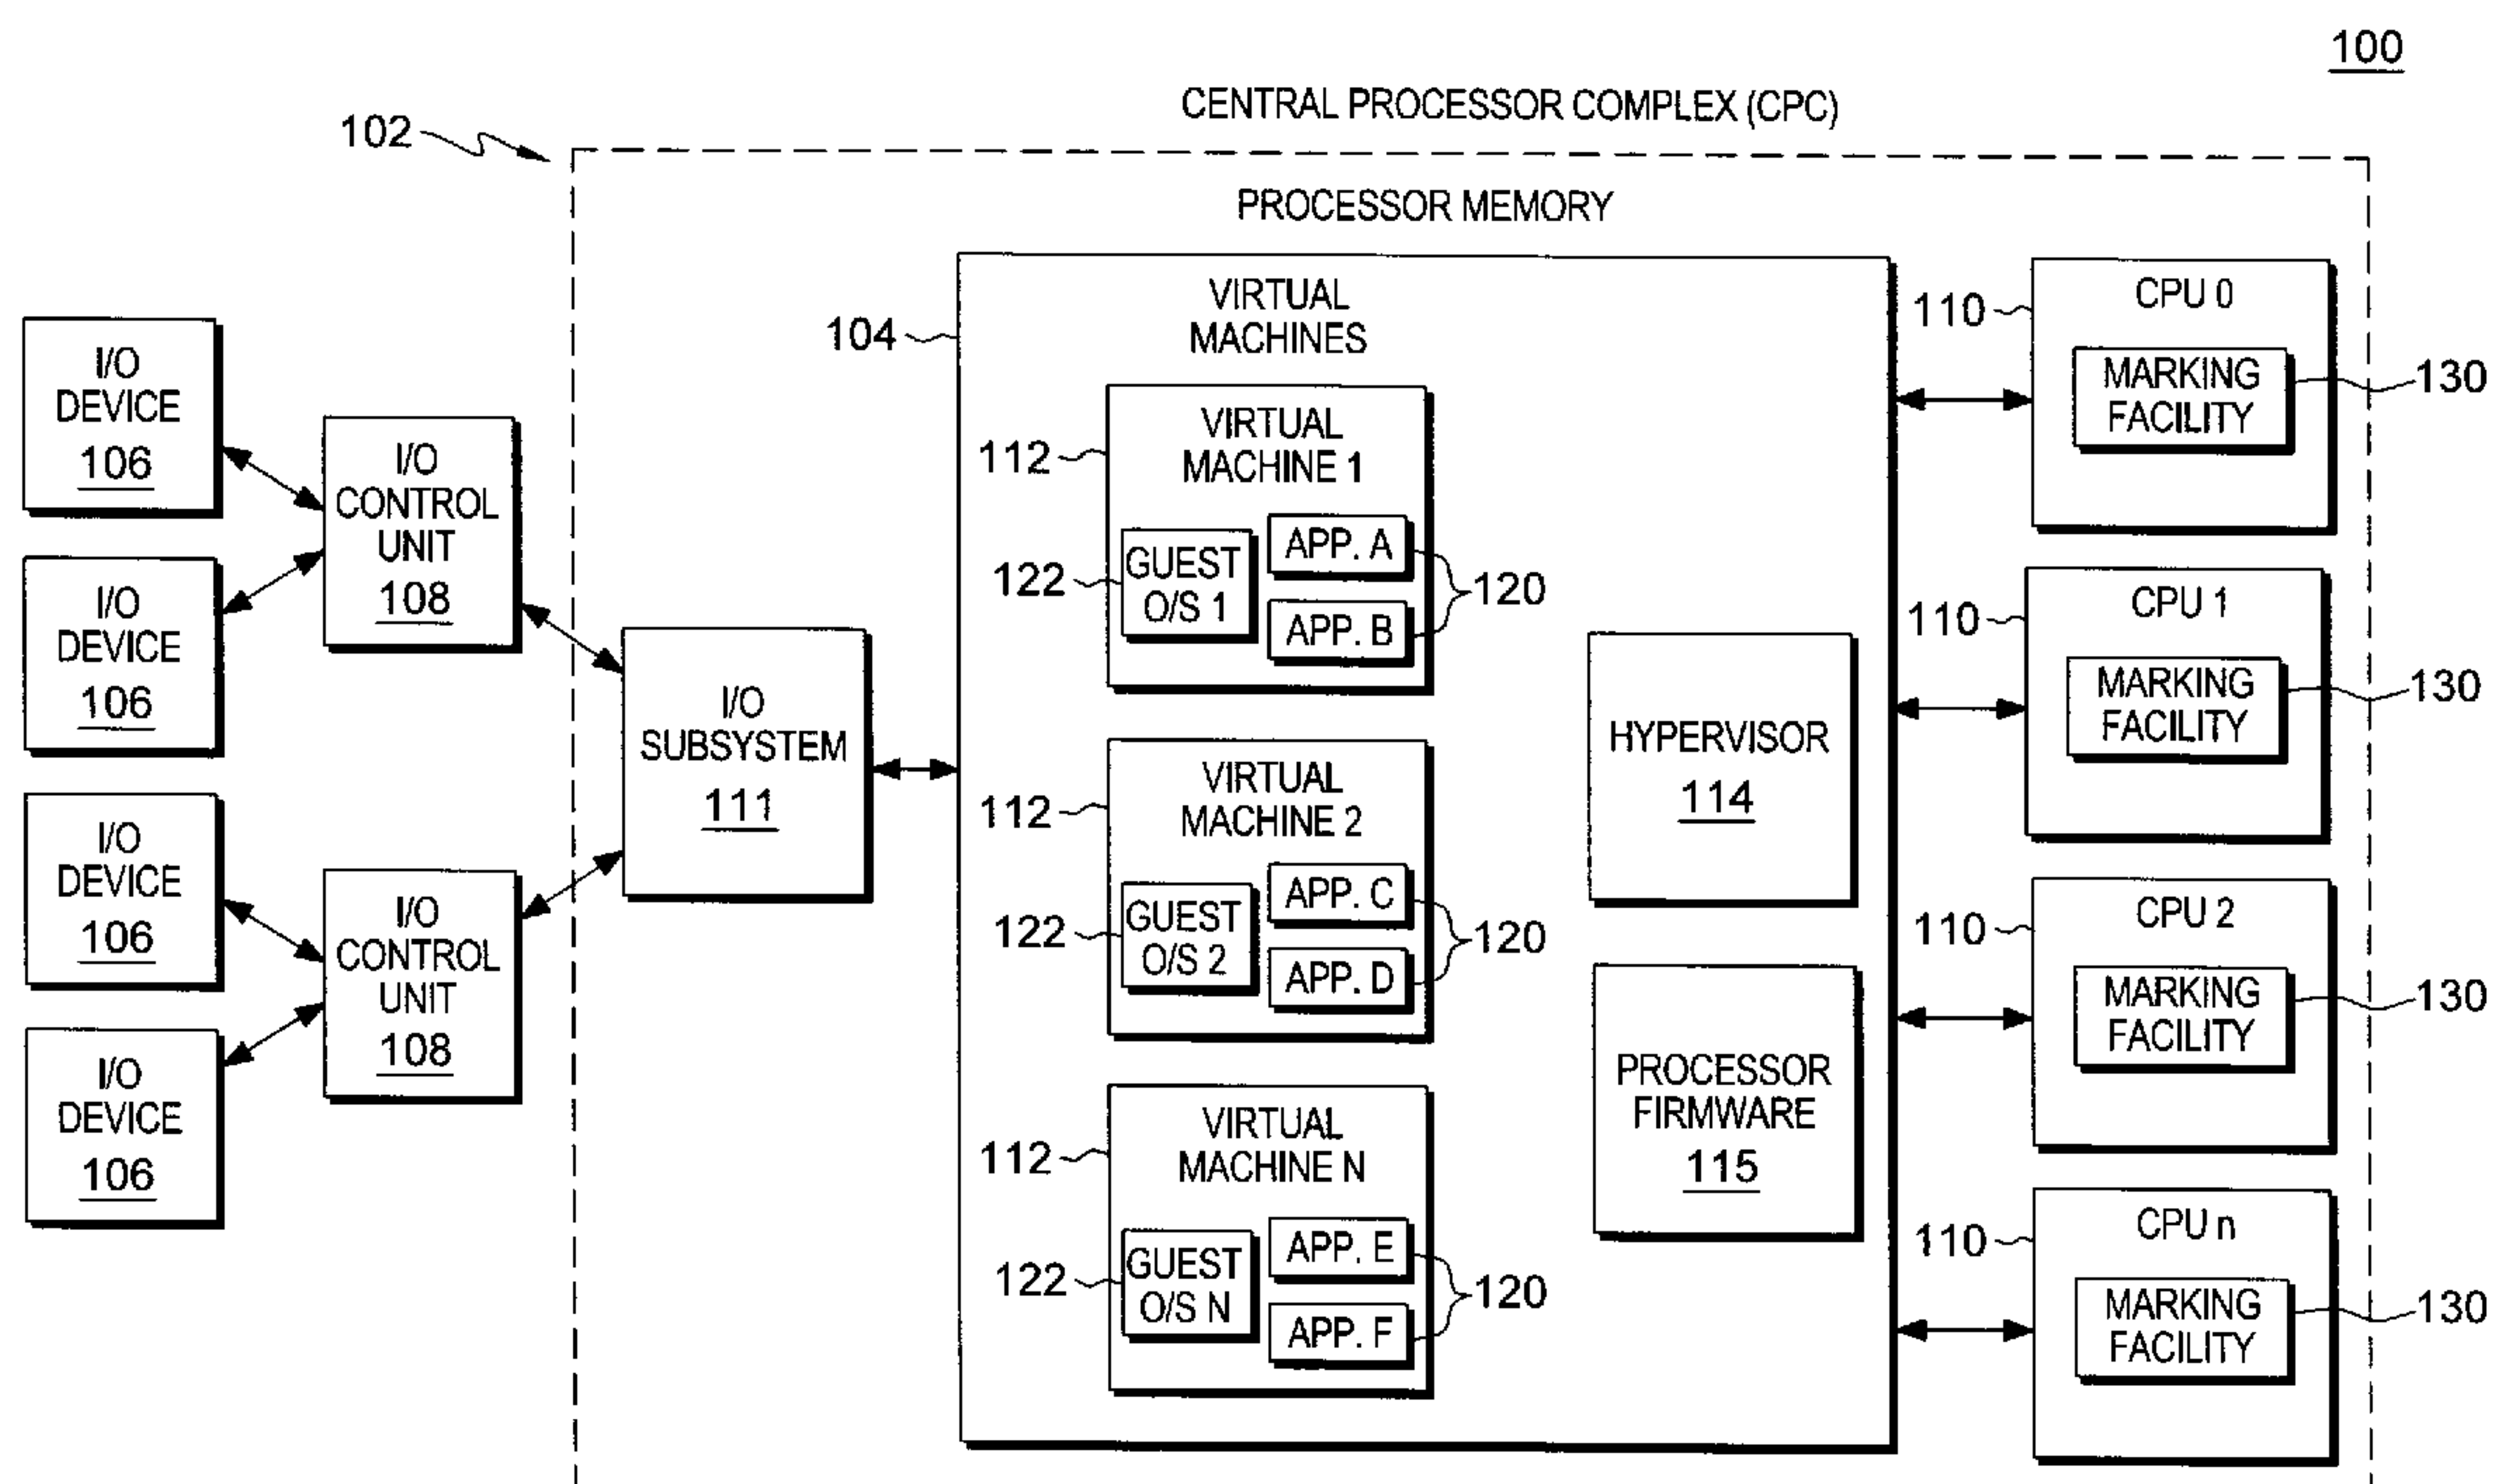 100
CENTRAL PROCESSOR COMPLEX (CPC)
102
PROCESSOR MEMORY
I/O
DEVICE
106
I/O
DEVICE
106
I/O
DEVICE
106
I/O
DEVICE
106
I/O
CONTROL
UNIT
108
I/O
CONTROL
UNIT
108
I/O
SUBSYSTEM
111
104
VIRTUAL
MACHINES
112
VIRTUAL
MACHINE 1
122
GUEST
O/S 1
APP. A
APP. B
120
112
VIRTUAL
MACHINE 2
122
GUEST
O/S 2
APP. C
APP. D
120
112
VIRTUAL
MACHINE N
122
GUEST
O/S N
APP. E
APP. F
120
HYPERVISOR
114
PROCESSOR
FIRMWARE
115
110
CPU 0
MARKING
FACILITY
130
110
CPU 1
MARKING
FACILITY
130
110
CPU 2
MARKING
FACILITY
130
110
CPU n
MARKING
FACILITY
130